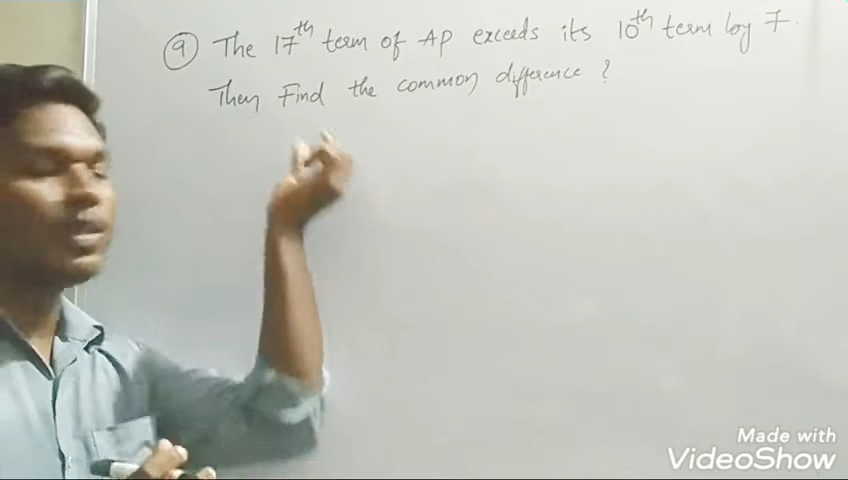 9 The 17th term of AP exceeds its 10th term by 7.
Then Find the common difference ?
Made with
VideoShow